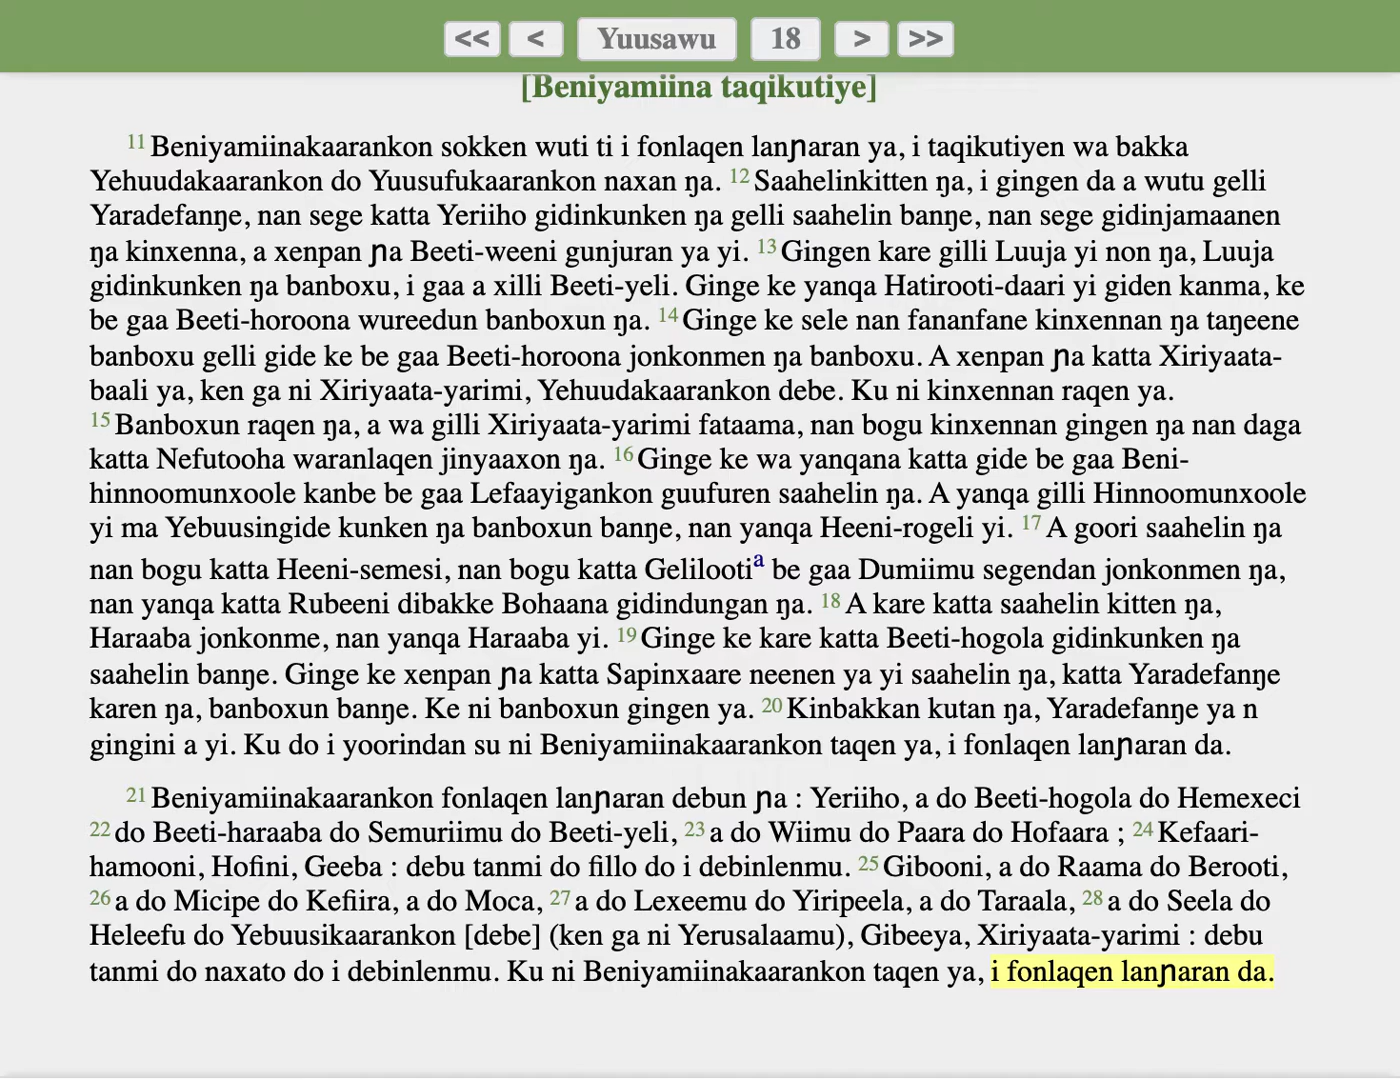 << < Yuusawu 18 > >>
[Beniyamiina taqikutiye]
11 Beniyamiinakaarankon sokken wuti ti i fonlaqen lanɲaran ya, i taqikutiyen wa bakka
Yehuudakaarankon do Yuusufukaarankon naxan ŋa. 12 Saahelinkitten ŋa, i gingen da a wutu gelli
Yaradefanŋe, nan sege katta Yeriiho gidinkunken ŋa gelli saahelin banŋe, nan sege gidinjamaanen
ŋa kinxenna, a xenpan ɲa Beeti-weeni gunjuran ya yi. 13 Gingen kare gilli Luuja yi non ŋa, Luuja
gidinkunken ŋa banboxu, i gaa a xilli Beeti-yeli. Ginge ke yanqa Hatirooti-daari yi giden kanma, ke
be gaa Beeti-horoona wureedun banboxun ŋa. 14 Ginge ke sele nan fananfane kinxennan ŋa taŋeene
banboxu gelli gide ke be gaa Beeti-horoona jonkonmen ŋa banboxu. A xenpan ɲa katta Xiriyaata-
baali ya, ken ga ni Xiriyaata-yarimi, Yehuudakaarankon debe. Ku ni kinxennan raqen ya.
15 Banboxun raqen ŋa, a wa gilli Xiriyaata-yarimi fataama, nan bogu kinxennan gingen ŋa nan daga
katta Nefutooha waranlaqen jinyaaxon ŋa. 16 Ginge ke wa yanqana katta gide be gaa Beni-
hinnoomunxoole kanbe be gaa Lefaayigankon guufuren saahelin ŋa. A yanqa gilli Hinnoomunxoole
yi ma Yebuusingide kunken ŋa banboxun banŋe, nan yanqa Heeni-rogeli yi. 17 A goori saahelin ŋa
nan bogu katta Heeni-semesi, nan bogu katta Gelilooti a be gaa Dumiimu segendan jonkonmen ŋa,
nan yanqa katta Rubeeni dibakke Bohaana gidindungan ŋa. 18 A kare katta saahelin kitten ŋa,
Haraaba jonkonme, nan yanqa Haraaba yi. 19 Ginge ke kare katta Beeti-hogola gidinkunken ŋa
saahelin banŋe. Ginge ke xenpan ɲa katta Sapinxaare neenen ya yi saahelin ŋa, katta Yaradefanŋe
karen ŋa, banboxun banŋe. Ke ni banboxun gingen ya. 20 Kinbakkan kutan ŋa, Yaradefanŋe ya n
gingini a yi. Ku do i yoorindan su ni Beniyamiinakaarankon taqen ya, i fonlaqen lanɲaran da.
21 Beniyamiinakaarankon fonlaqen lanɲaran debun ɲa : Yeriiho, a do Beeti-hogola do Hemexeci
22 do Beeti-haraaba do Semuriimu do Beeti-yeli, 23 a do Wiimu do Paara do Hofaara ; 24 Kefaari-
hamooni, Hofini, Geeba : debu tanmi do fillo do i debinlenmu. 25 Gibooni, a do Raama do Berooti,
26 a do Micipe do Kefiira, a do Moca, 27 a do Lexeemu do Yiripeela, a do Taraala, 28 a do Seela do
Heleefu do Yebuusikaarankon [debe] (ken ga ni Yerusalaamu), Gibeeya, Xiriyaata-yarimi : debu
tanmi do naxato do i debinlenmu. Ku ni Beniyamiinakaarankon taqen ya, i fonlaqen lanɲaran da.